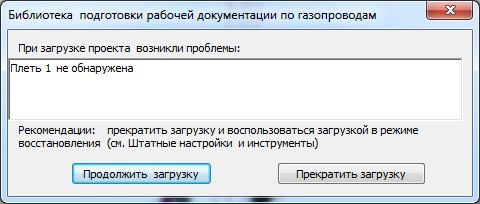 Библиотека подготовки рабочей документации по газопроводам
При загрузке проекта возникли проблемы:
Плеть 1 не обнаружена
Рекомендации: прекратить загрузку и воспользоваться загрузкой в режиме
восстановления (см. Штатные настройки и инструменты)
Продолжить загрузку
Прекратить загрузку